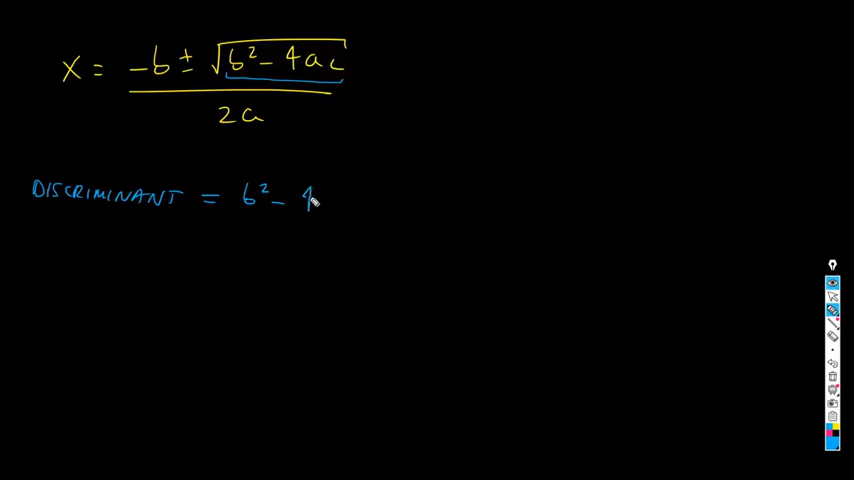 x = -b ± √(b² - 4ac) / 2a
DISCRIMINANT = b² - 4